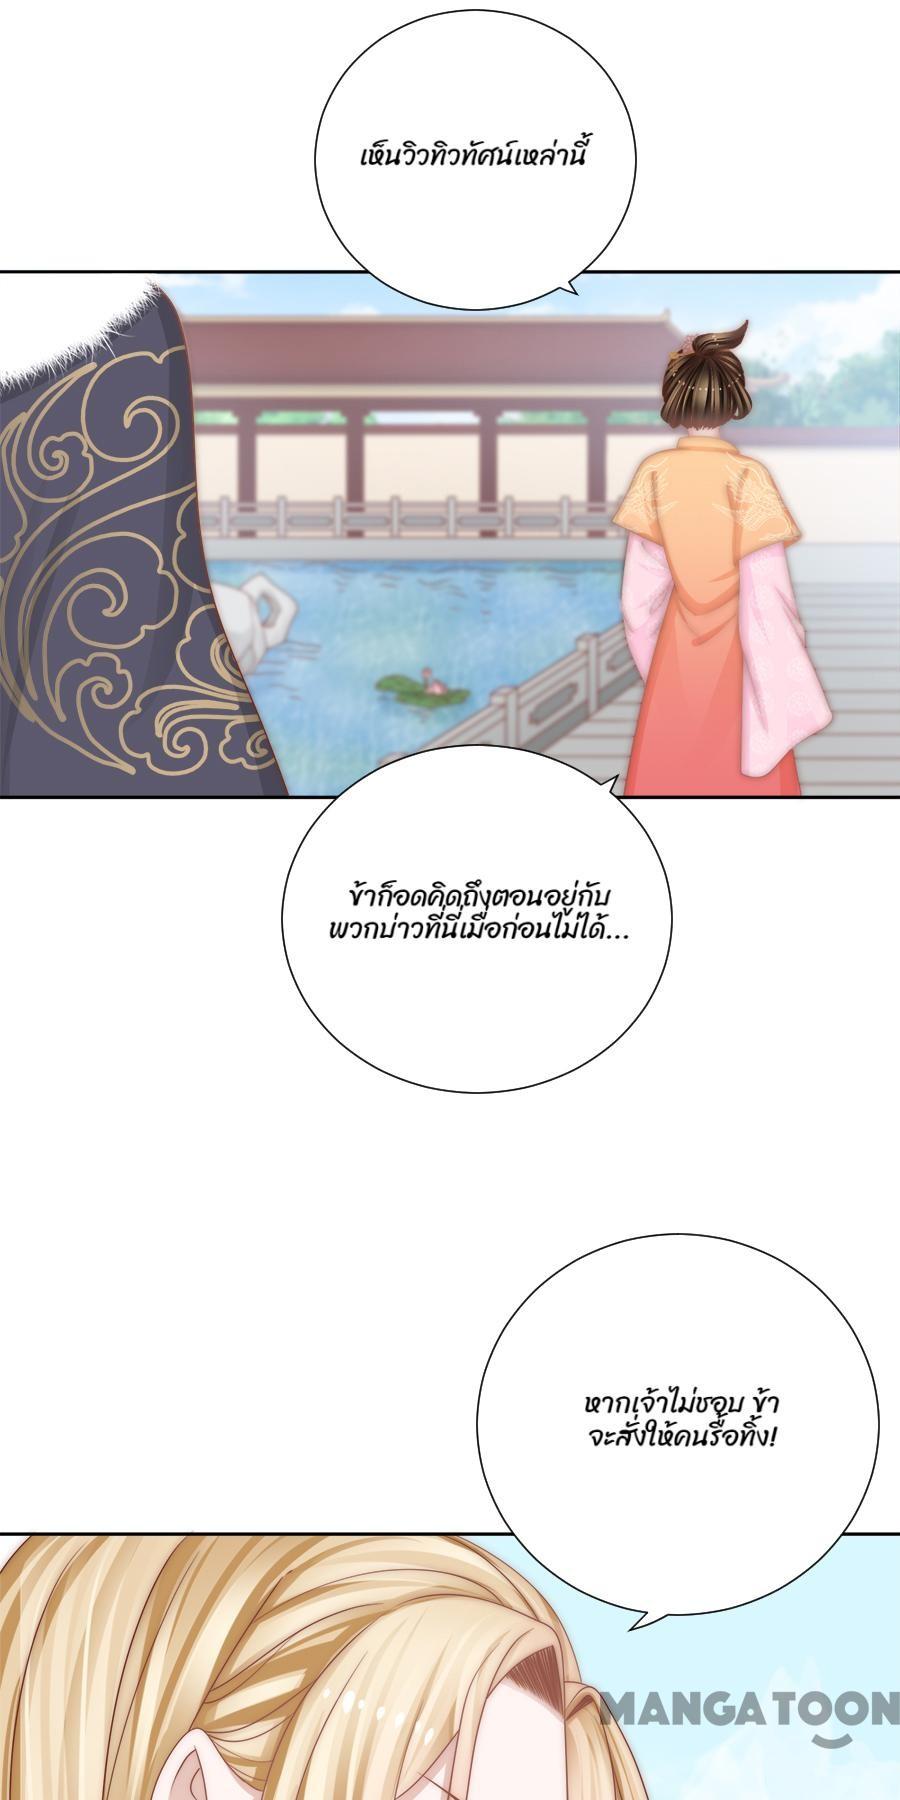 เห็นวิวทิวทัศน์เหล่านี้
ข้าก็อดคิดถึงตอนอยู่กับ
พวกบ่าวที่นี่เมื่อก่อนไม่ได้...
หากเจ้าไม่ชอบ ข้า
จะสั่งให้คนรื้อทิ้ง!
MANGATOON